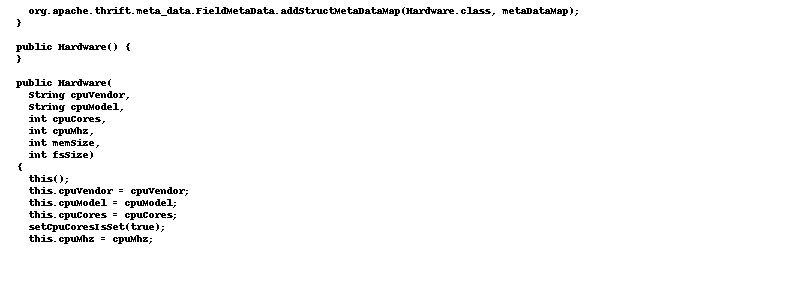 org.apache.thrift.meta_data.FieldMetaData.addStructMetaDataMap(Hardware.class, metaDataMap);
}
public Hardware() {
}
public Hardware(
String cpuVendor,
String cpuModel,
int cpuCores,
int cpuMhz,
int memSize,
int fsSize)
{
this();
this.cpuVendor = cpuVendor;
this.cpuModel = cpuModel;
this.cpuCores = cpuCores;
setCpuCoresIsSet(true);
this.cpuMhz = cpuMhz;